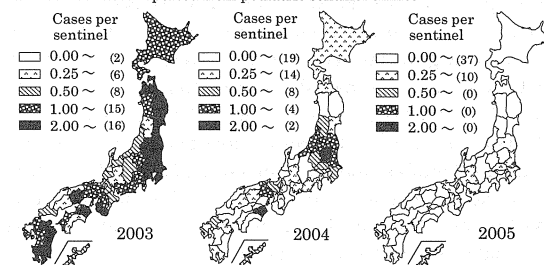 Cases per
sentinel
0.00 ~ (2)
0.25 ~ (6)
0.50 ~ (8)
1.00 ~ (15)
2.00 ~ (16)
2003
Cases per
sentinel
0.00 ~ (19)
0.25 ~ (14)
0.50 ~ (8)
1.00 ~ (4)
2.00 ~ (2)
2004
Cases per
sentinel
0.00 ~ (37)
0.25 ~ (10)
0.50 ~ (0)
1.00 ~ (0)
2.00 ~ (0)
2005